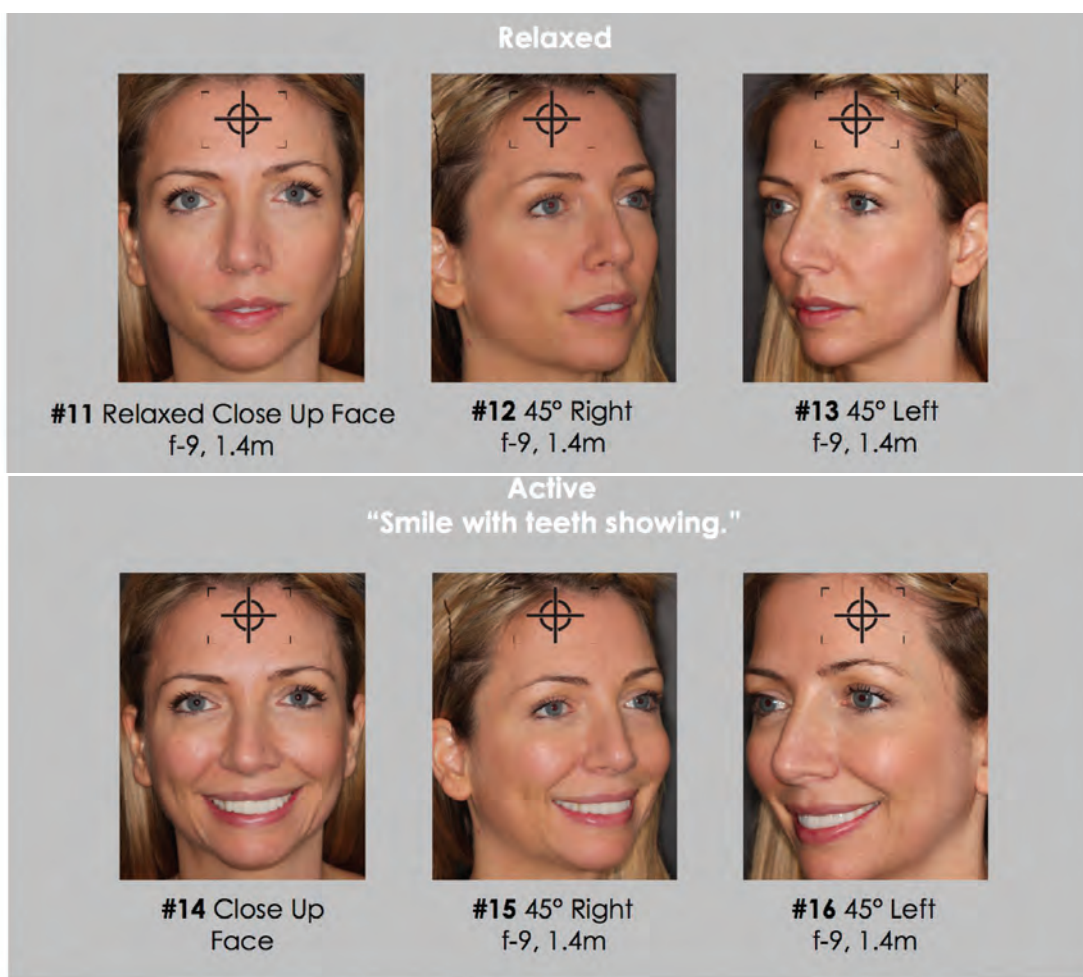 Relaxed
#11 Relaxed Close Up Face
f-9, 1.4m
#12 45° Right
f-9, 1.4m
#13 45° Left
f-9, 1.4m
Active
“Smile with teeth showing.”
#14 Close Up
Face
#15 45° Right
f-9, 1.4m
#16 45° Left
f-9, 1.4m